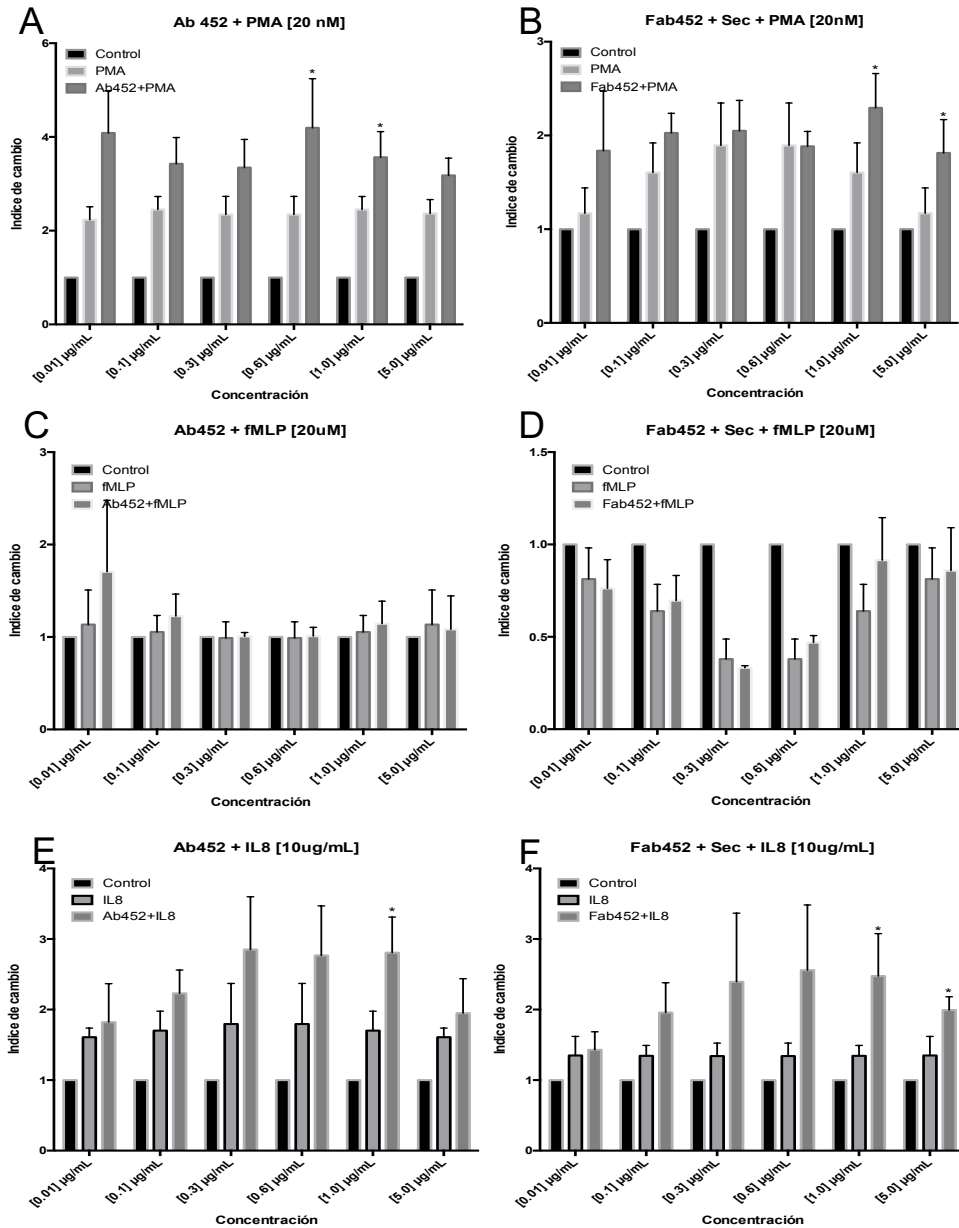 A
Ab 452 + PMA [20 nM]
Control
PMA
Ab452+PMA
Indice de cambio
6
4
2
0
*
*
[0.01] µg/mL
[0.1] µg/mL
[0.3] µg/mL
[0.6] µg/mL
[1.0] µg/mL
[5.0] µg/mL
Concentración
B
Fab452 + Sec + PMA [20nM]
Control
PMA
Fab452+PMA
Indice de cambio
3
2
1
0
*
*
[0.01] µg/mL
[0.1] µg/mL
[0.3] µg/mL
[0.6] µg/mL
[1.0] µg/mL
[5.0] µg/mL
Concentración
C
Ab452 + fMLP [20uM]
Control
fMLP
Ab452+fMLP
Indice de cambio
3
2
1
0
[0.01] µg/mL
[0.1] µg/mL
[0.3] µg/mL
[0.6] µg/mL
[1.0] µg/mL
[5.0] µg/mL
Concentración
D
Fab452 + Sec + fMLP [20uM]
Control
fMLP
Fab452+fMLP
Indice de cambio
1.5
1.0
0.5
0.0
[0.01] µg/mL
[0.1] µg/mL
[0.3] µg/mL
[0.6] µg/mL
[1.0] µg/mL
[5.0] µg/mL
Concentración
E
Ab452 + IL8 [10ug/mL]
Control
IL8
Ab452+IL8
Indice de cambio
4
3
2
1
0
*
[0.01] µg/mL
[0.1] µg/mL
[0.3] µg/mL
[0.6] µg/mL
[1.0] µg/mL
[5.0] µg/mL
Concentración
F
Fab452 + Sec + IL8 [10ug/mL]
Control
IL8
Fab452+IL8
Indice de cambio
4
3
2
1
0
*
*
[0.01] µg/mL
[0.1] µg/mL
[0.3] µg/mL
[0.6] µg/mL
[1.0] µg/mL
[5.0] µg/mL
Concentración